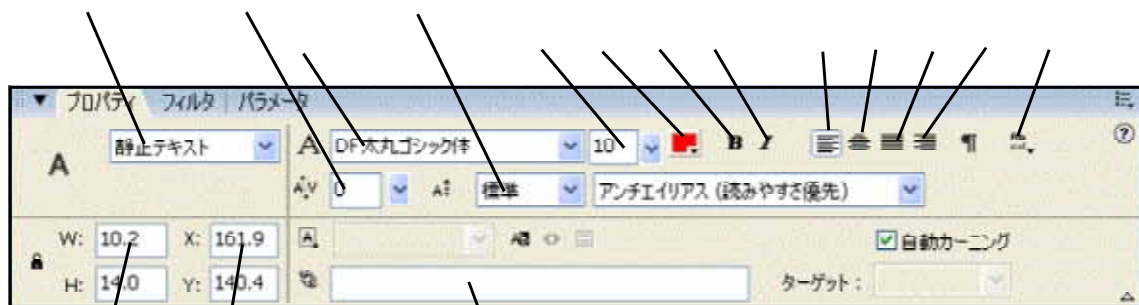 プロパティ フィルタ パラメータ
A 静止テキスト A DF太丸ゴシック体 10 B I
A V 0 A 標準 アンチエイリアス (読みやすさ優先)
W: 10.2 X: 161.9 A 自動カーニング
H: 14.0 Y: 140.4 ターゲット: